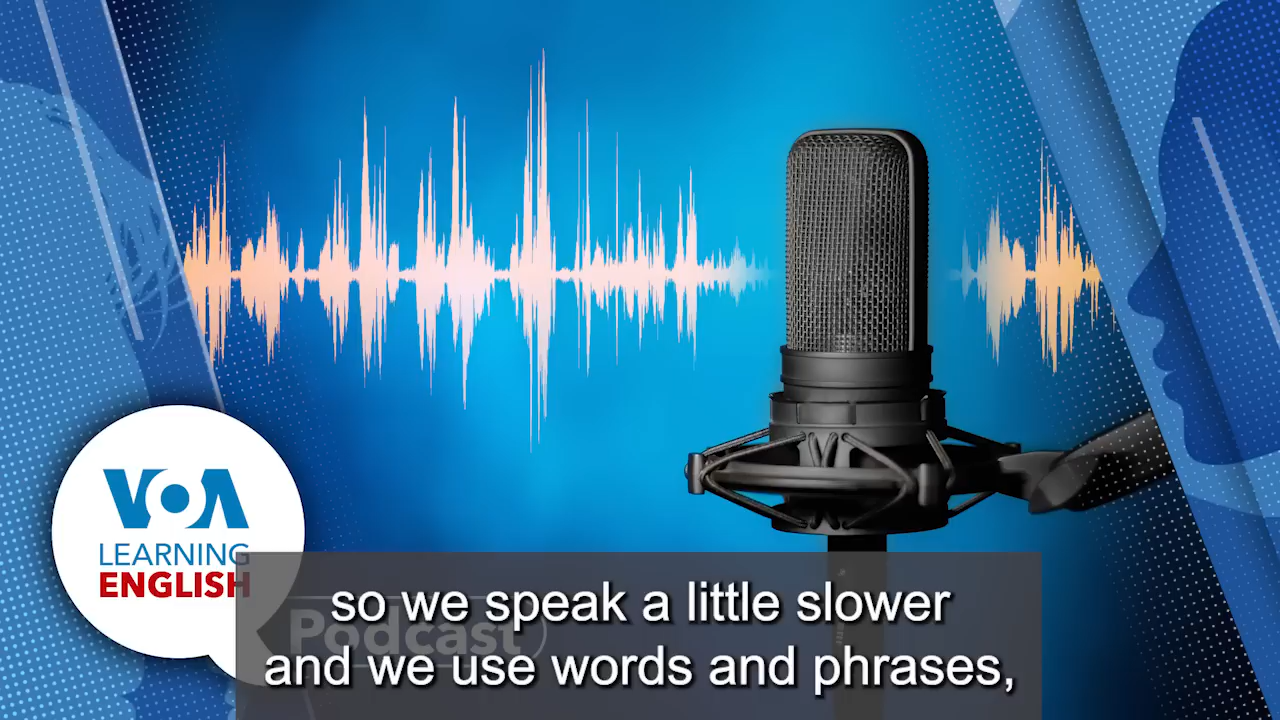 VOA
LEARNING
ENGLISH
Podcast
so we speak a little slower
and we use words and phrases,